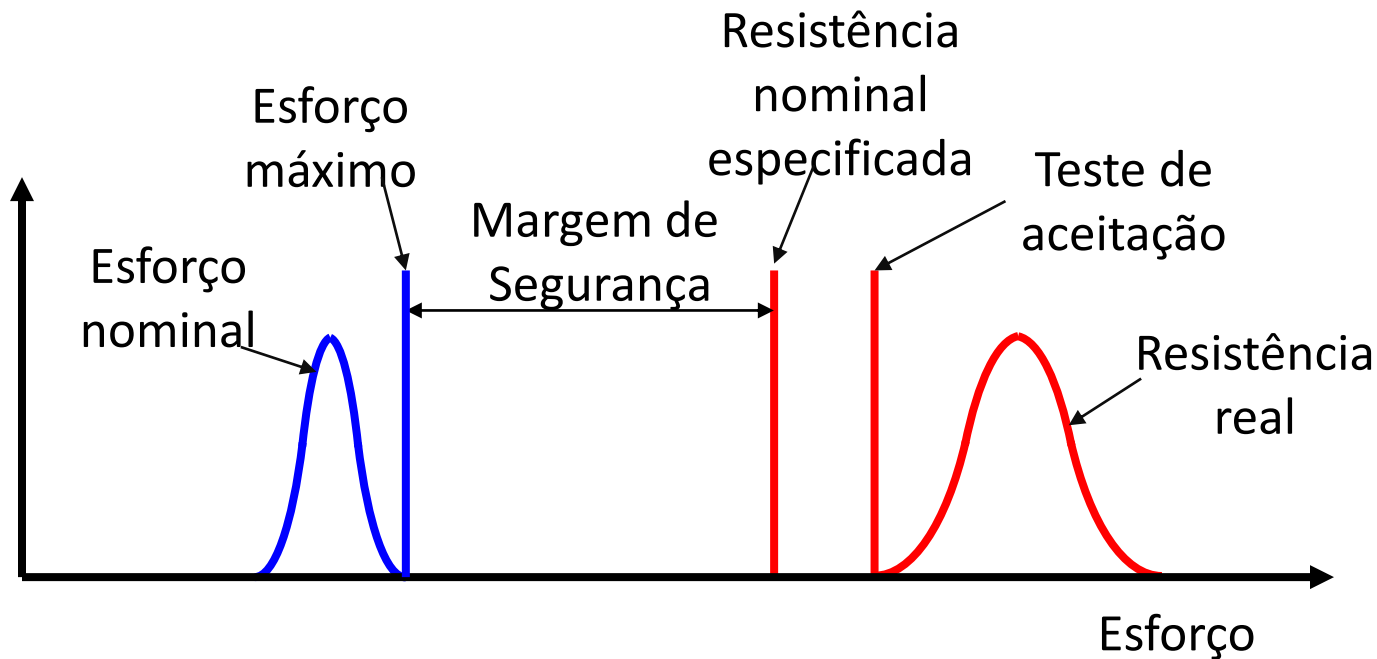 Resistência
nominal
especificada
Esforço
máximo
Teste de
aceitação
Margem de
Segurança
Esforço
nominal
Resistência
real
Esforço